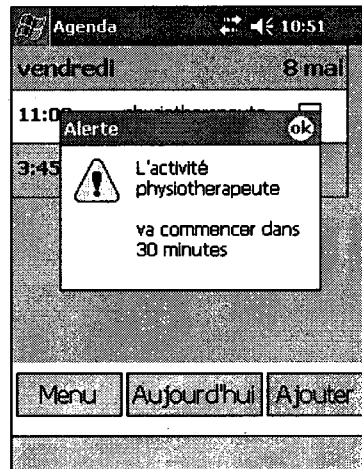 Agenda 10:51
vendredi 8 mai
11:00 physiotherapeute
Alerte ok
3:45
L'activité
physiotherapeute
va commencer dans
30 minutes
Menu Aujourd'hui Ajouter